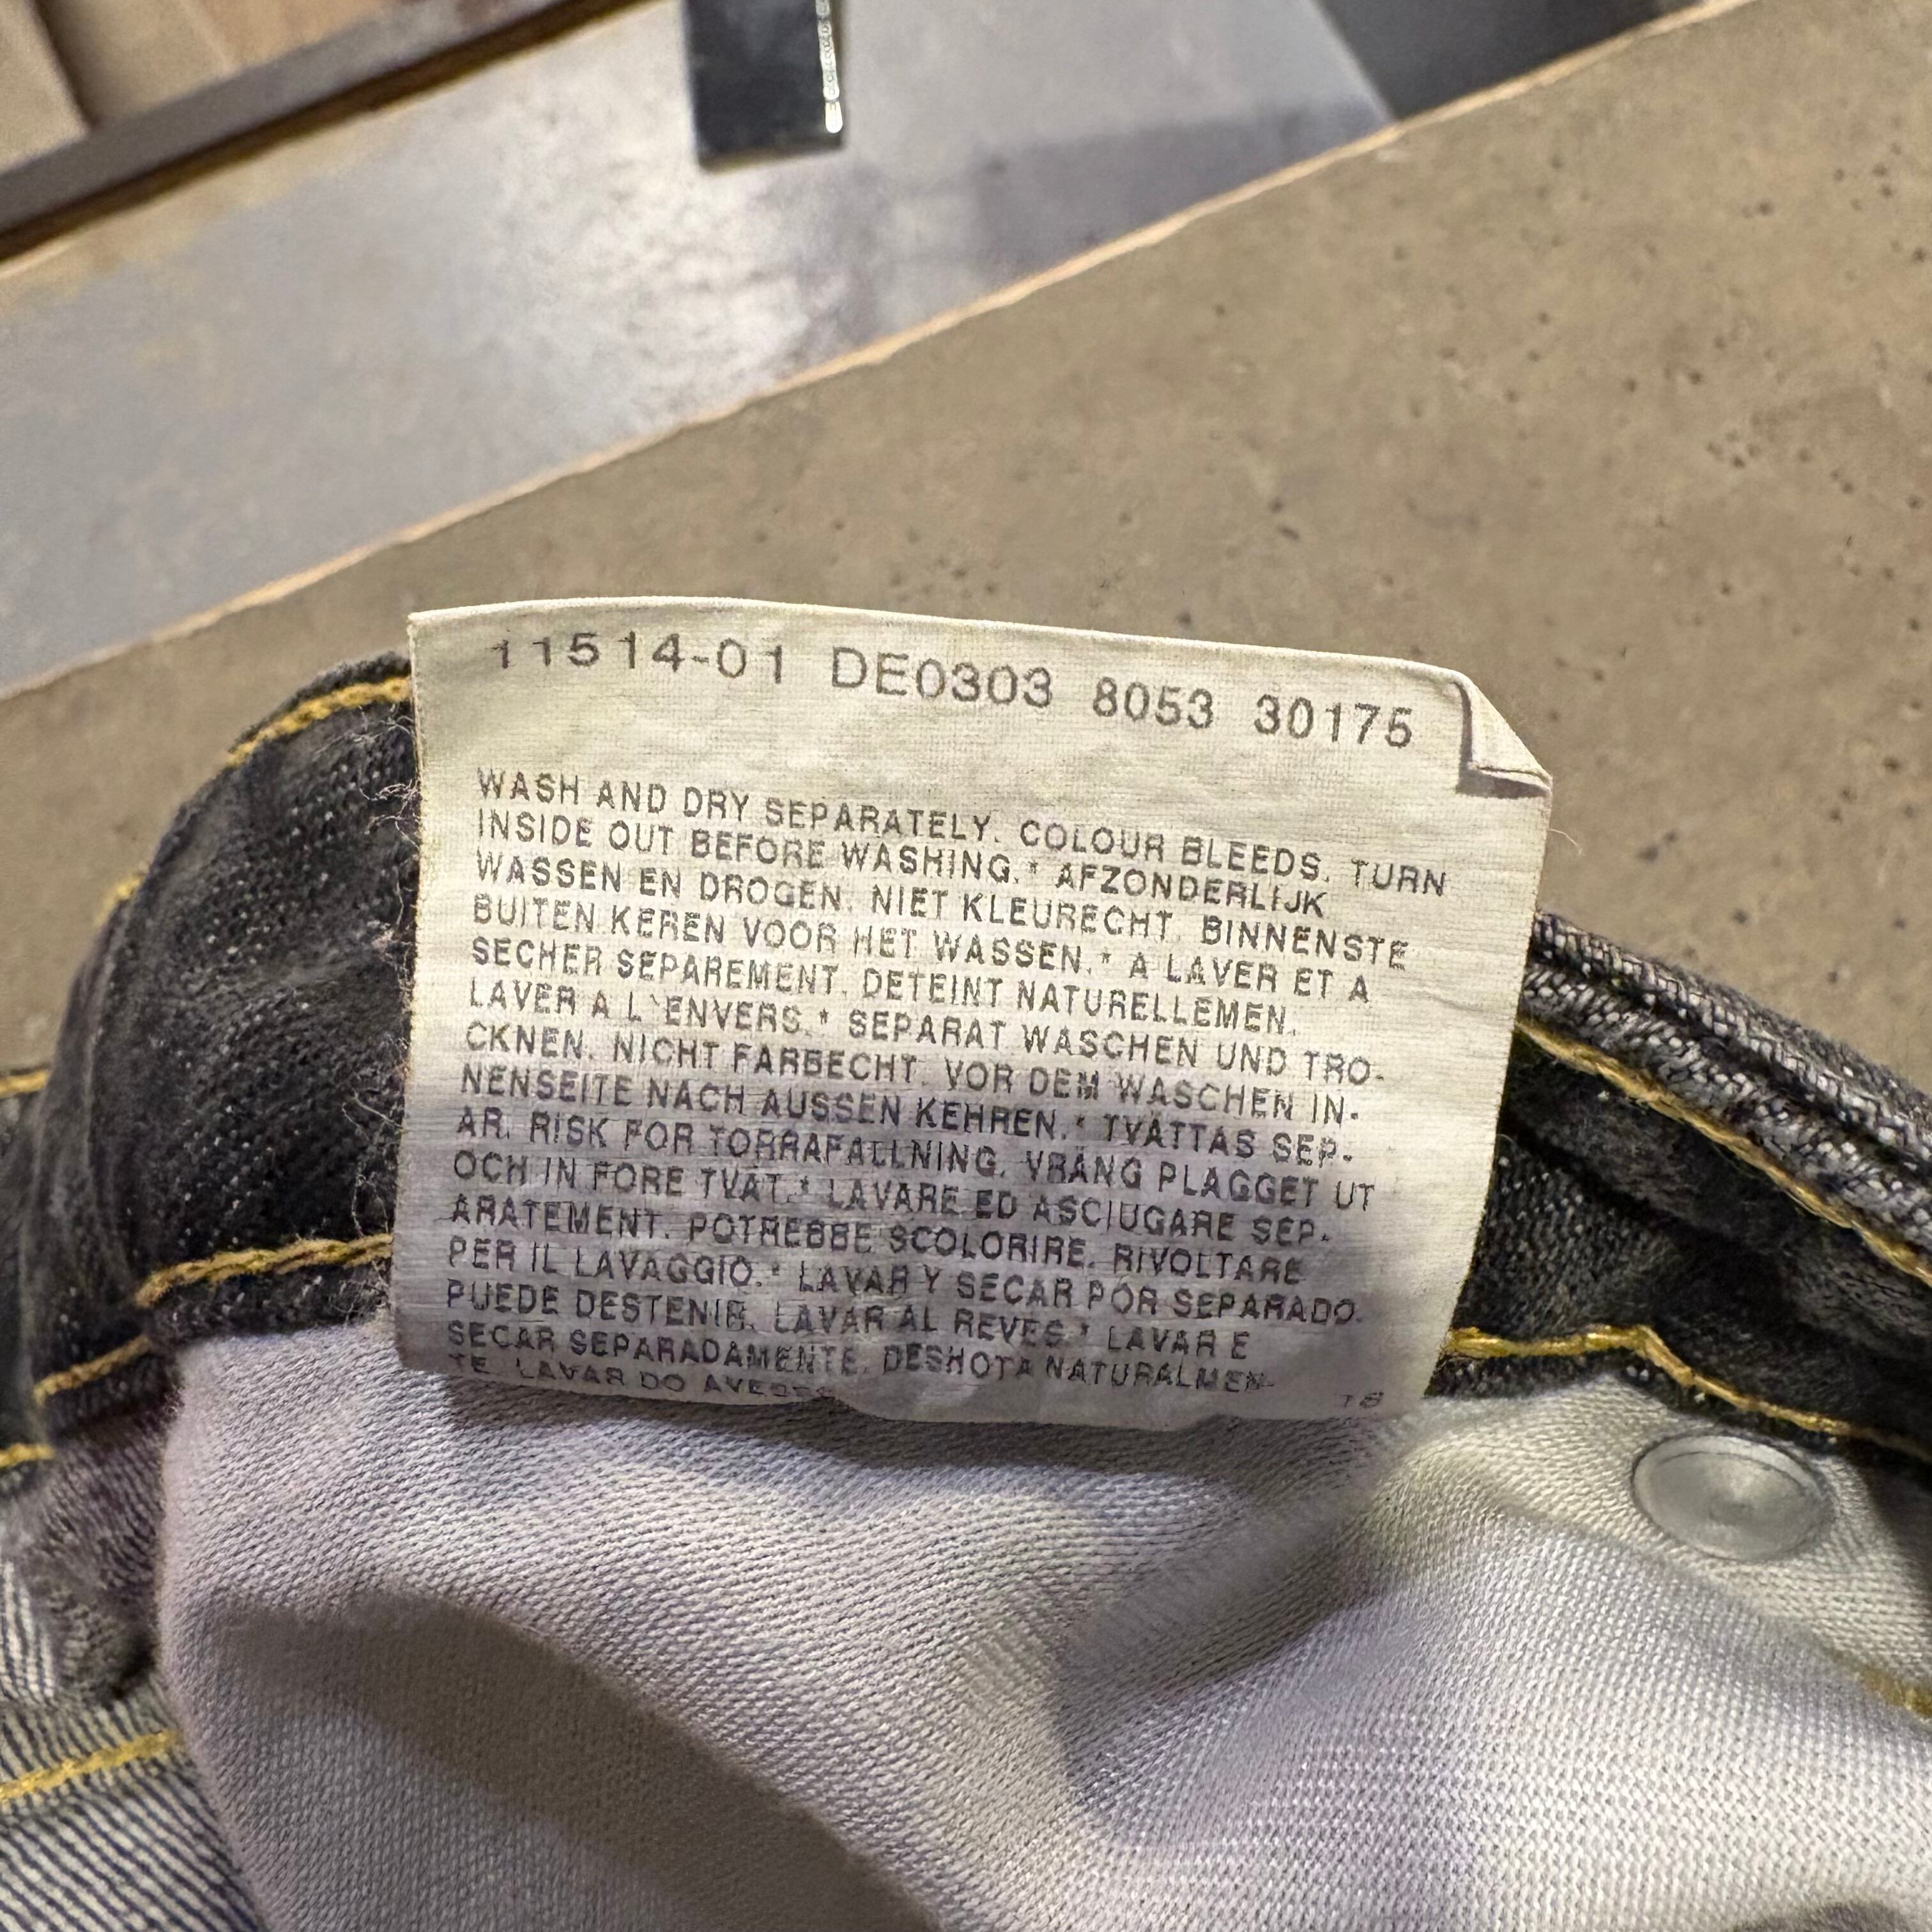 11514-01 DE0303 8053 30175
WASH AND DRY SEPARATELY. COLOUR BLEEDS. TURN
INSIDE OUT BEFORE WASHING.* AFZONDERLIJK
WASSEN EN DROGEN. NIET KLEURECHT. BINNENSTE
BUITEN KEREN VOOR HET WASSEN.* A LAVER ET A
SECHER SEPAREMENT. DETEINT NATURELLEMEN.
LAVER A L`ENVERS.* SEPARAT WASCHEN UND TRO-
CKNEN. NICHT FARBECHT. VOR DEM WASCHEN IN-
NENSEITE NACH AUSSEN KEHREN.* TVATTAS SEP-
AR. RISK FOR TORRAFALLNING. VRANG PLAGGET UT
OCH IN FORE TVAT.* LAVARE ED ASCIUGARE SEP-
ARATEMENT. POTREBBE SCOLORIRE. RIVOLTARE
PER IL LAVAGGIO.* LAVAR Y SECAR POR SEPARADO.
PUEDE DESTENIR. LAVAR AL REVES.* LAVAR E
SECAR SEPARADAMENTE. DESHOTA NATURALMEN-
TE. LAVAR DO